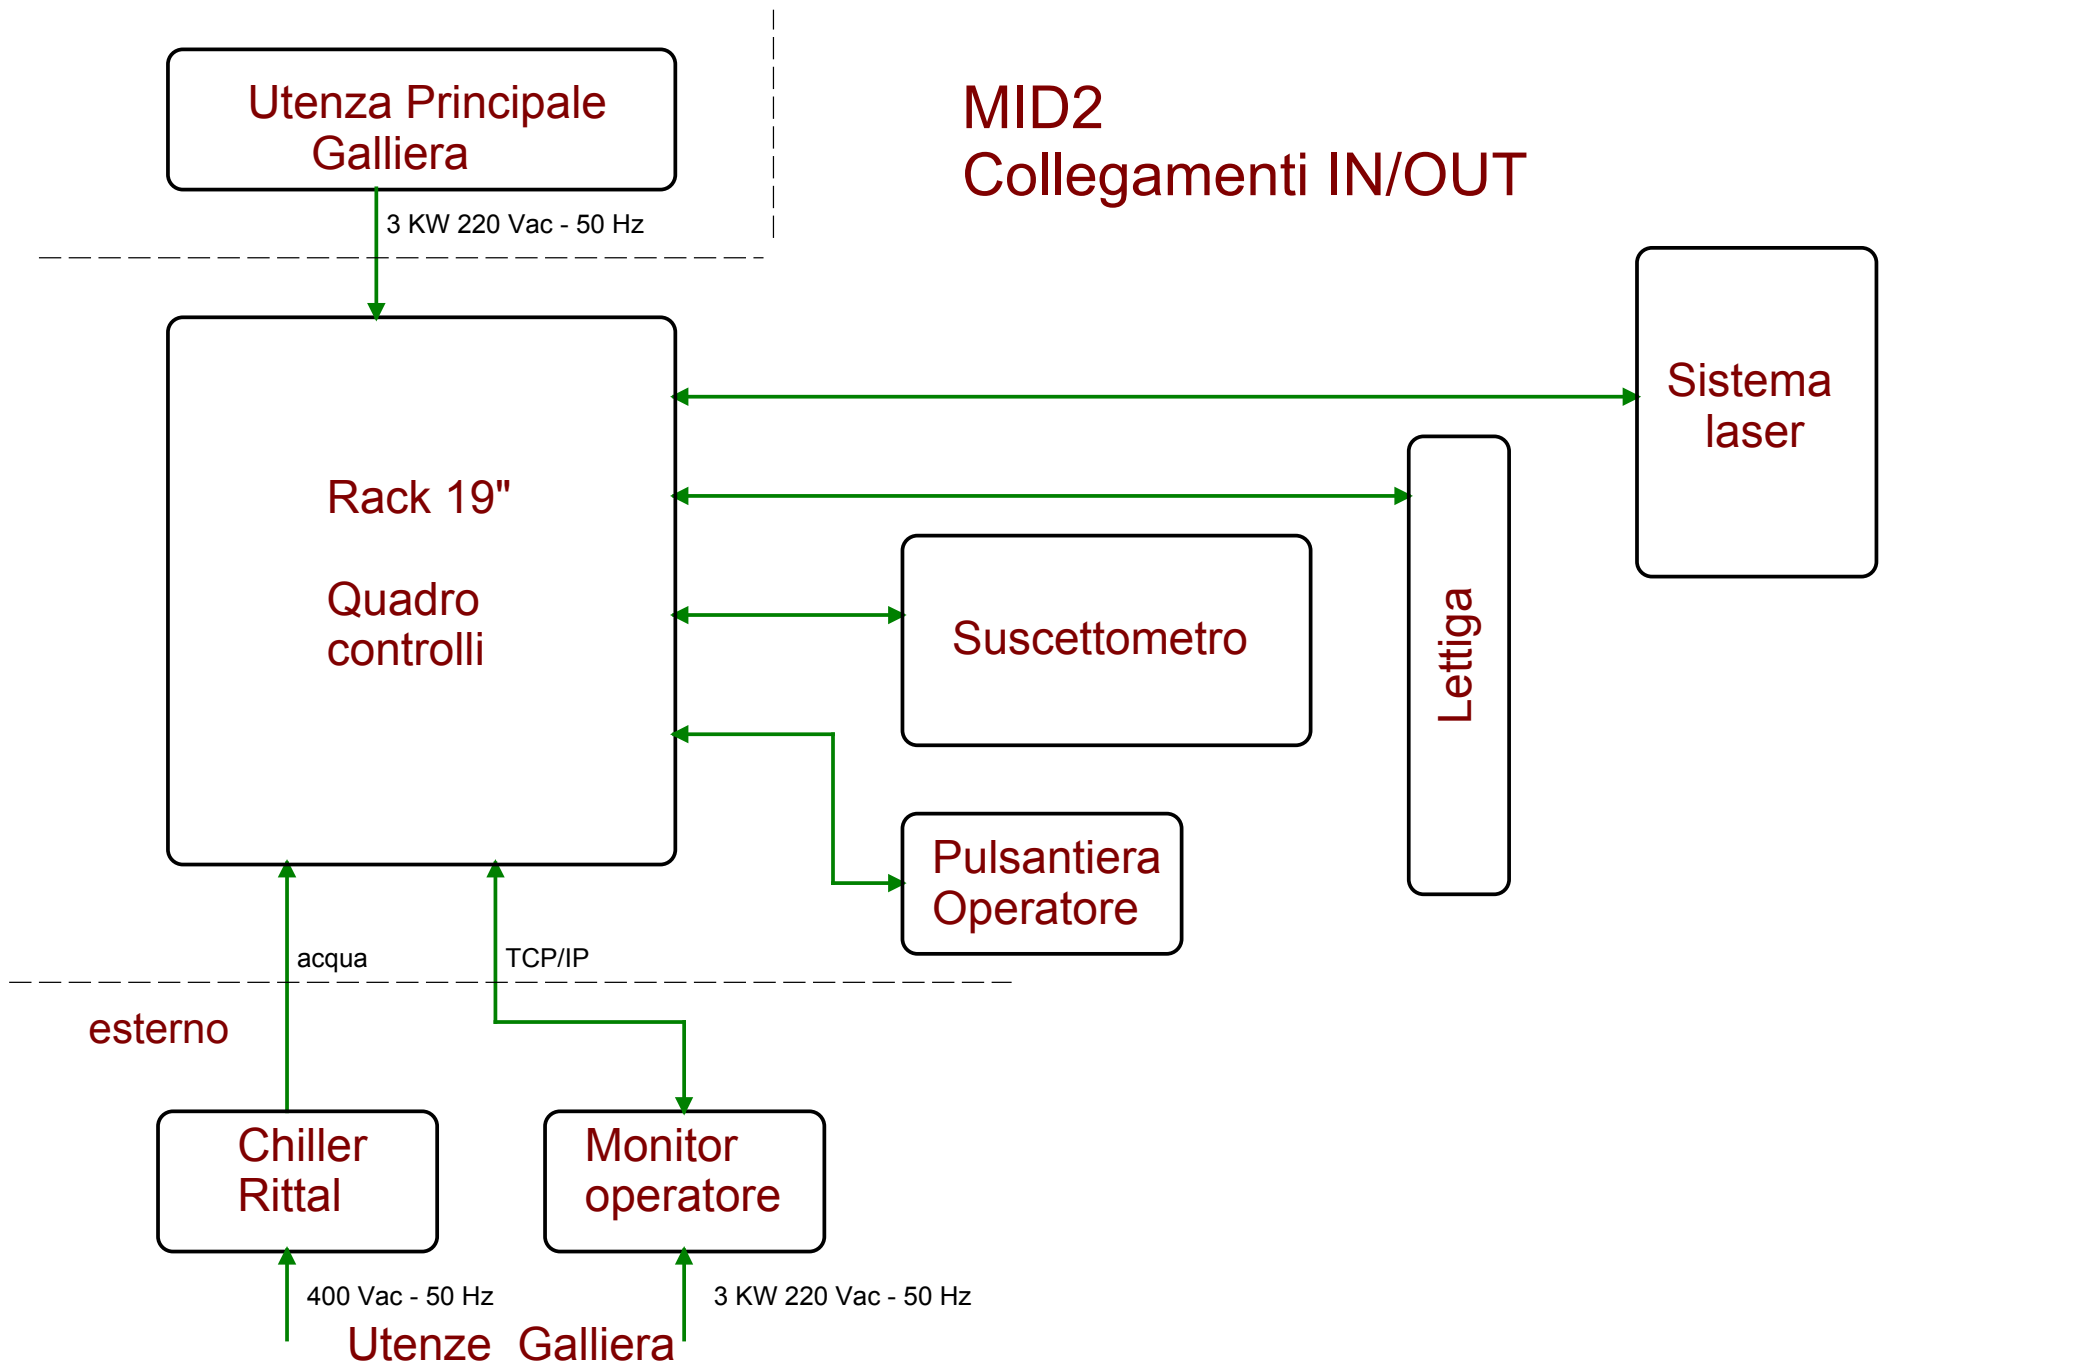 Utenza Principale
Galliera
MID2
Collegamenti IN/OUT
3 KW 220 Vac - 50 Hz
Sistema
laser
Rack 19"
Quadro
controlli
Suscettometro
Lettiga
Pulsantiera
Operatore
acqua
TCP/IP
esterno
Chiller
Rittal
Monitor
operatore
400 Vac - 50 Hz
3 KW 220 Vac - 50 Hz
Utenze Galliera